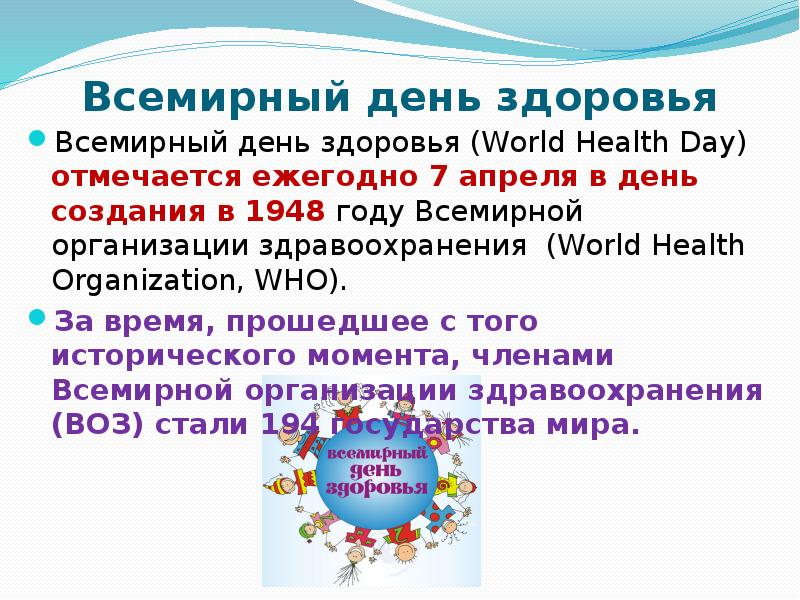 Всемирный день здоровья
Всемирный день здоровья (World Health Day)
отмечается ежегодно 7 апреля в день
создания в 1948 году Всемирной
организации здравоохранения (World Health
Organization, WHO).
За время, прошедшее с того
исторического момента, членами
Всемирной организации здравоохранения
(ВОЗ) стали 194 государства мира.
всемирный
день
здоровья